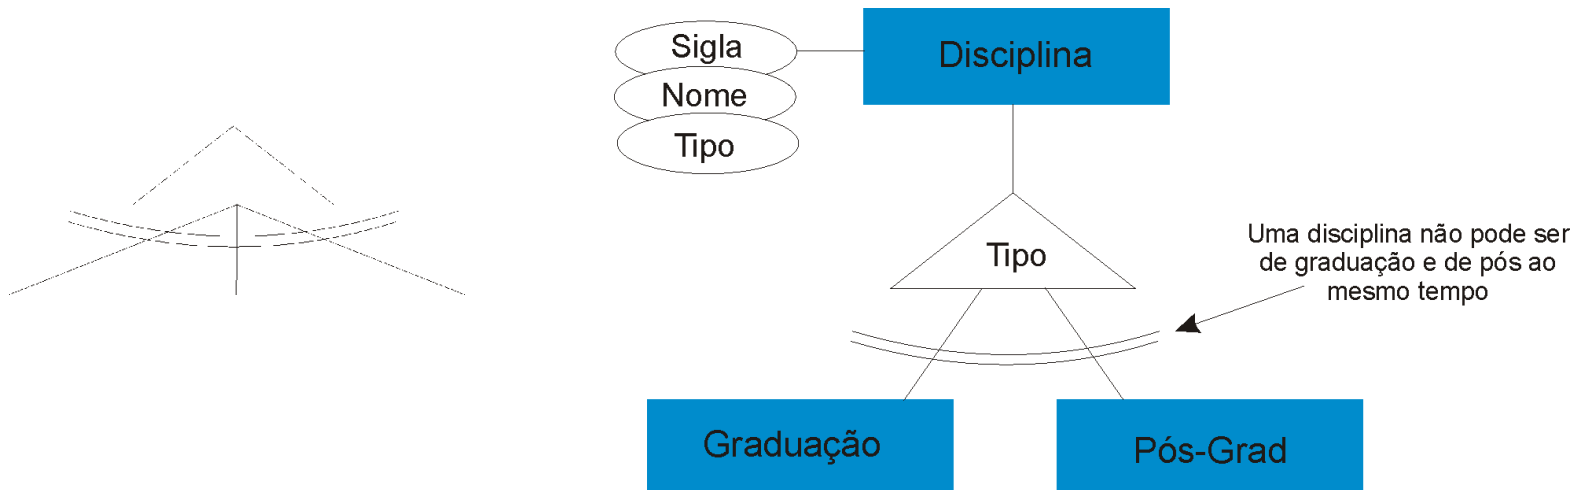 Sigla
Nome
Tipo
Disciplina
Tipo
Uma disciplina não pode ser
de graduação e de pós ao
mesmo tempo
Graduação
Pós-Grad